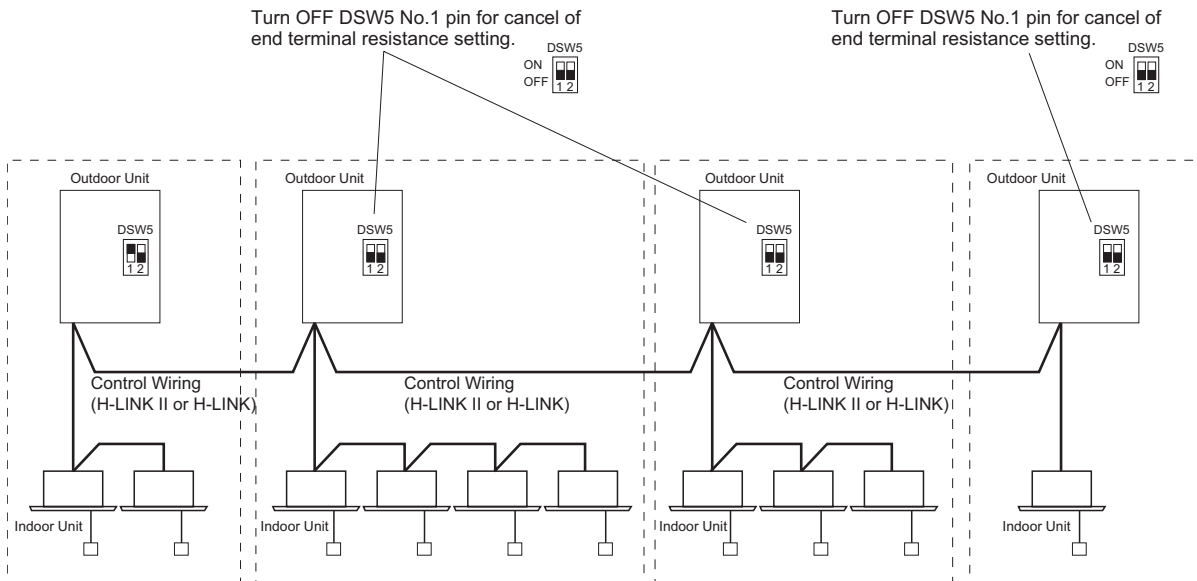 Turn OFF DSW5 No.1 pin for cancel of
end terminal resistance setting.
DSW5
ON
OFF
1 2
Turn OFF DSW5 No.1 pin for cancel of
end terminal resistance setting.
DSW5
ON
OFF
1 2
Outdoor Unit
DSW5
1 2
Outdoor Unit
DSW5
1 2
Outdoor Unit
DSW5
1 2
Outdoor Unit
DSW5
1 2
Control Wiring
(H-LINK II or H-LINK)
Control Wiring
(H-LINK II or H-LINK)
Control Wiring
(H-LINK II or H-LINK)
Indoor Unit
Indoor Unit
Indoor Unit
Indoor Unit